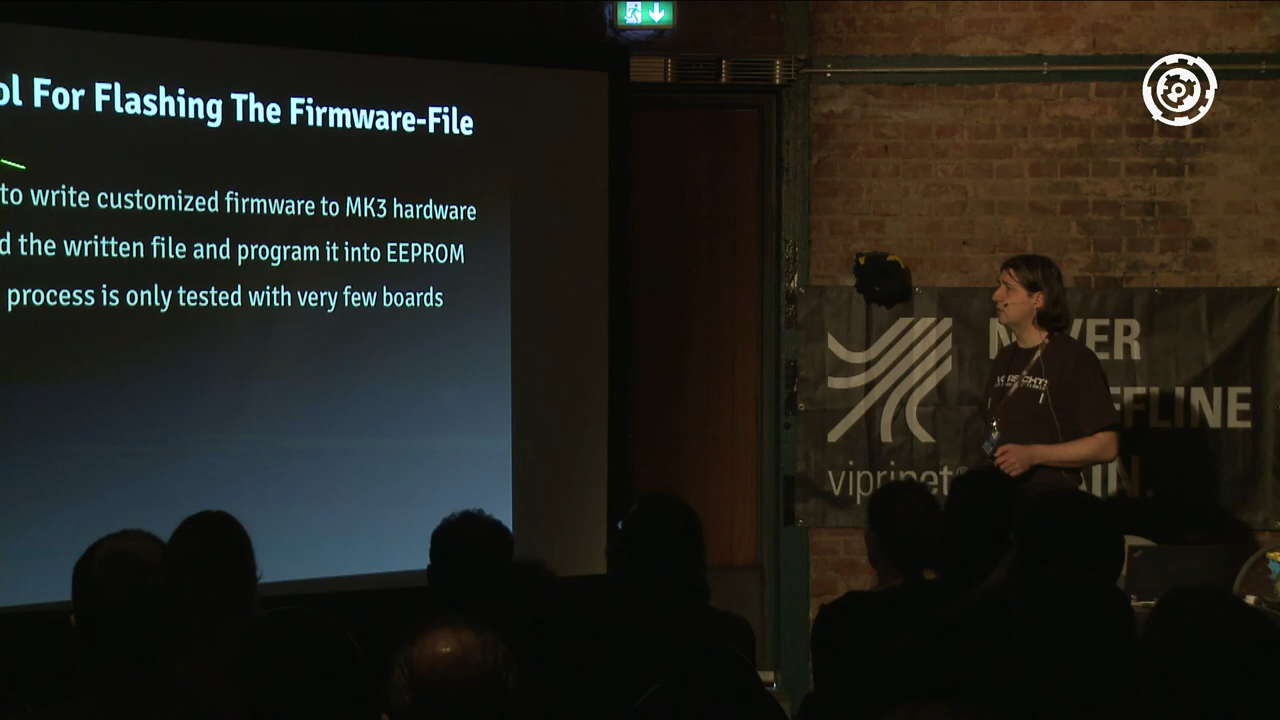 ol For Flashing The Firmware-File
to write customized firmware to MK3 hardware
d the written file and program it into EEPROM
process is only tested with very few boards
viprinet®